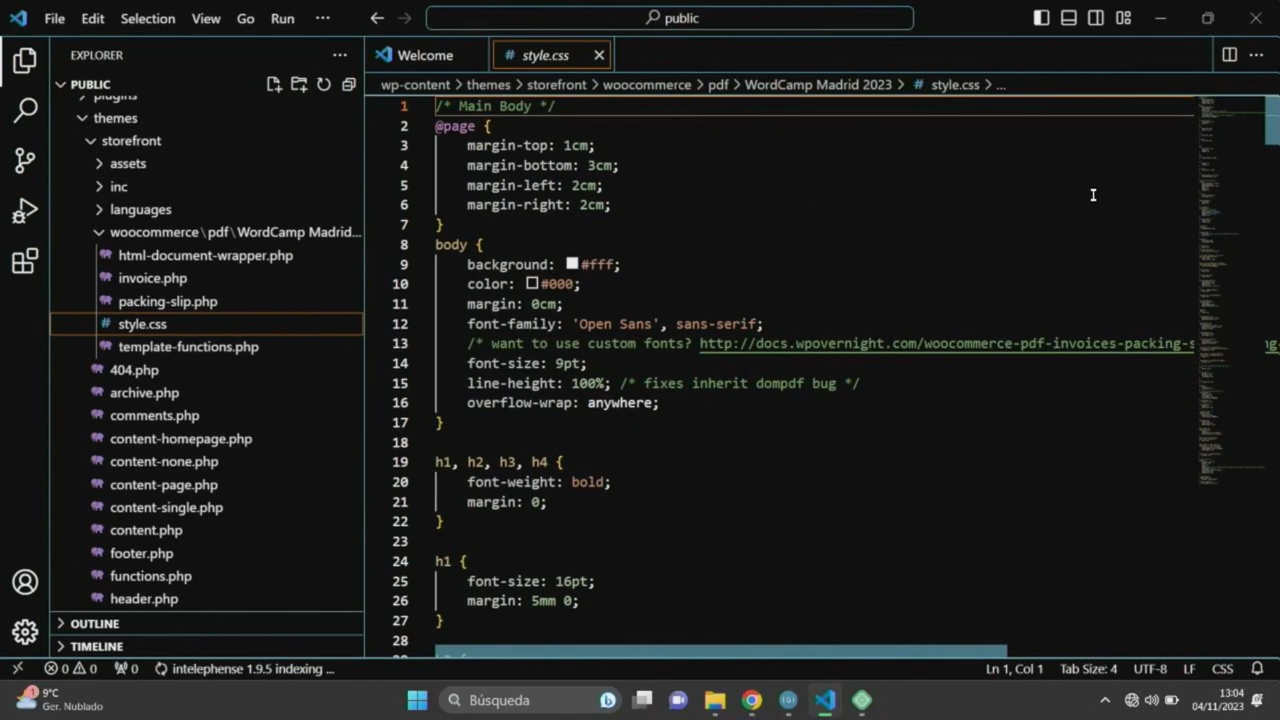 File Edit Selection View Go Run ··· public
EXPLORER ···
Welcome
# style.css
PUBLIC
wp-content > themes > storefront > woocommerce > pdf > WordCamp Madrid 2023 > # style.css > ...
plugins
themes
storefront
assets
inc
languages
woocommerce\pdf\WordCamp Madrid...
html-document-wrapper.php
invoice.php
packing-slip.php
# style.css
template-functions.php
404.php
archive.php
comments.php
content-homepage.php
content-none.php
content-page.php
content-single.php
content.php
footer.php
functions.php
header.php
OUTLINE
TIMELINE
1 /* Main Body */
2 @page {
3 margin-top: 1cm;
4 margin-bottom: 3cm;
5 margin-left: 2cm;
6 margin-right: 2cm;
7 }
8 body {
9 background: #fff;
10 color: #000;
11 margin: 0cm;
12 font-family: 'Open Sans', sans-serif;
13 /* want to use custom fonts? http://docs.wpovernight.com/woocommerce-pdf-invoices-packing-s
14 font-size: 9pt;
15 line-height: 100%; /* fixes inherit dompdf bug */
16 overflow-wrap: anywhere;
17 }
18
19 h1, h2, h3, h4 {
20 font-weight: bold;
21 margin: 0;
22 }
23
24 h1 {
25 font-size: 16pt;
26 margin: 5mm 0;
27 }
28
0 0 0 intelephense 1.9.5 indexing ... Ln 1, Col 1 Tab Size: 4 UTF-8 LF CSS
1
9°C
Ger. Nublado
Búsqueda
13:04
04/11/2023